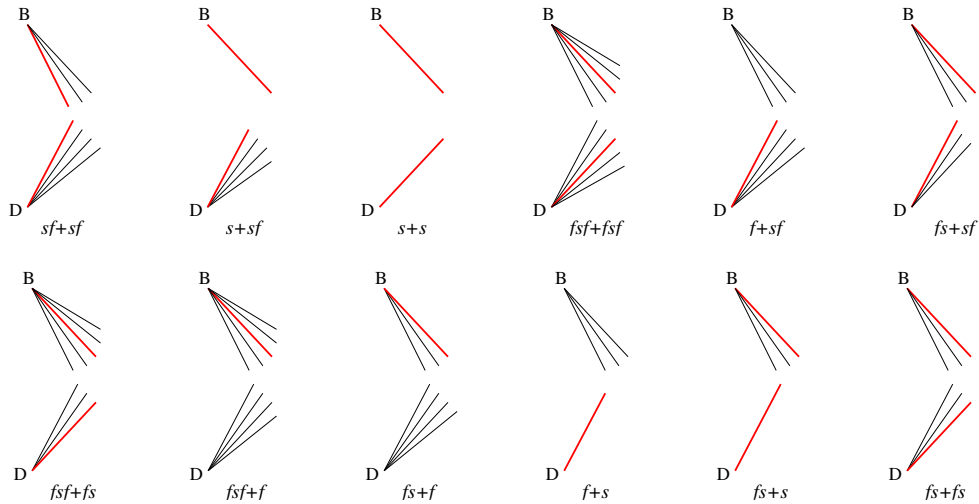 B B B B B B
D D D D D D
sf+sf s+sf s+s fsf+fsf f+sf fs+sf
B B B B B B
D D D D D D
fsf+fs fsf+f fs+f f+s fs+s fs+fs